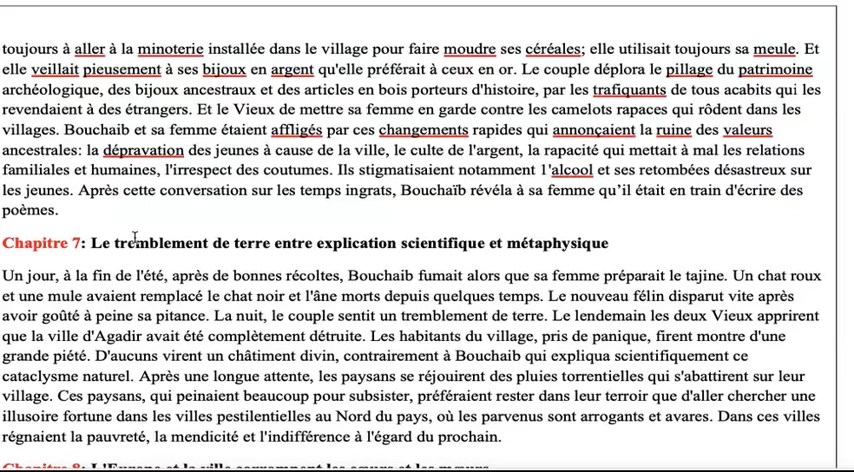 toujours à aller à la minoterie installée dans le village pour faire moudre ses céréales; elle utilisait toujours sa meule. Et
elle veillait pieusement à ses bijoux en argent qu'elle préférait à ceux en or. Le couple déplora le pillage du patrimoine
archéologique, des bijoux ancestraux et des articles en bois porteurs d'histoire, par les trafiquants de tous acabits qui les
revendaient à des étrangers. Et le Vieux de mettre sa femme en garde contre les camelots rapaces qui rôdent dans les
villages. Bouchaib et sa femme étaient affligés par ces changements rapides qui annonçaient la ruine des valeurs
ancestrales: la dépravation des jeunes à cause de la ville, le culte de l'argent, la rapacité qui mettait à mal les relations
familiales et humaines, l'irrespect des coutumes. Ils stigmatisaient notamment 1'alcool et ses retombées désastreux sur
les jeunes. Après cette conversation sur les temps ingrats, Bouchaïb révéla à sa femme qu’il était en train d'écrire des
poèmes.
Chapitre 7: Le tremblement de terre entre explication scientifique et métaphysique
Un jour, à la fin de l'été, après de bonnes récoltes, Bouchaib fumait alors que sa femme préparait le tajine. Un chat roux
et une mule avaient remplacé le chat noir et l'âne morts depuis quelques temps. Le nouveau félin disparut vite après
avoir goûté à peine sa pitance. La nuit, le couple sentit un tremblement de terre. Le lendemain les deux Vieux apprirent
que la ville d'Agadir avait été complètement détruite. Les habitants du village, pris de panique, firent montre d'une
grande piété. D'aucuns virent un châtiment divin, contrairement à Bouchaib qui expliqua scientifiquement ce
cataclysme naturel. Après une longue attente, les paysans se réjouirent des pluies torrentielles qui s'abattirent sur leur
village. Ces paysans, qui peinaient beaucoup pour subsister, préféraient rester dans leur terroir que d'aller chercher une
illusoire fortune dans les villes pestilentielles au Nord du pays, où les parvenus sont arrogants et avares. Dans ces villes
régnaient la pauvreté, la mendicité et l'indifférence à l'égard du prochain.
Chapitre 8: L'Europe et la ville corrompent les cœurs et les mœurs